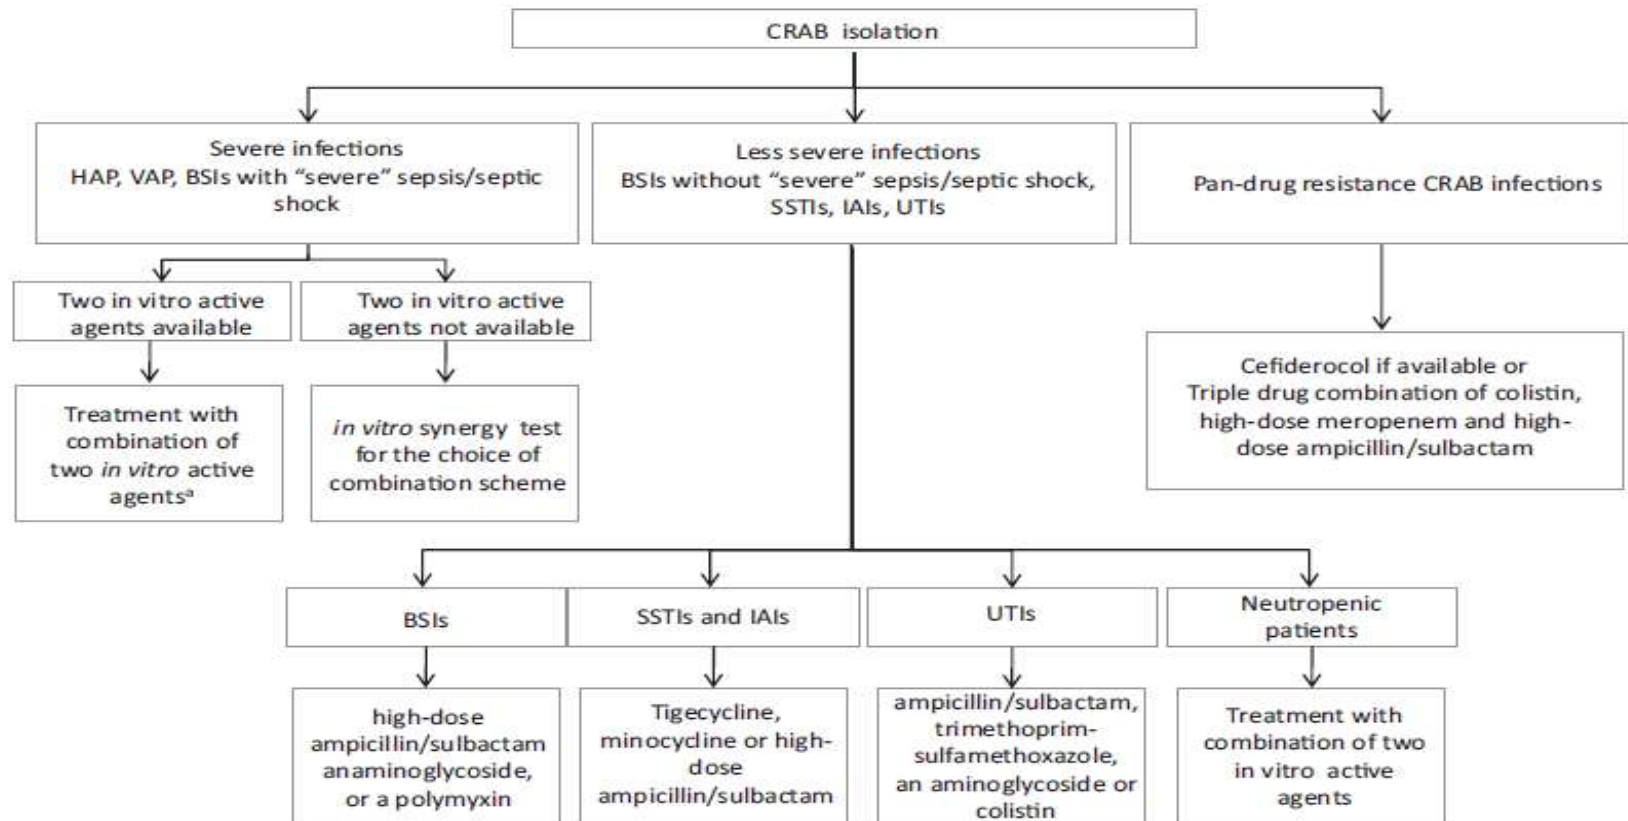 CRAB isolation
Severe infections
HAP, VAP, BSIs with “severe” sepsis/septic
shock
Less severe infections
BSIs without “severe” sepsis/septic shock,
SSTIs, IAIs, UTIs
Pan-drug resistance CRAB infections
Two in vitro active
agents available
Two in vitro active
agents not available
Treatment with
combination of
two in vitro active
agentsᵃ
in vitro synergy test
for the choice of
combination scheme
Cefiderocol if available or
Triple drug combination of colistin,
high-dose meropenem and high-
dose ampicillin/sulbactam
BSIs
SSTIs and IAIs
UTIs
Neutropenic
patients
high-dose
ampicillin/sulbactam
anaminoglycoside,
or a polymyxin
Tigecycline,
minocycline or high-
dose
ampicillin/sulbactam
ampicillin/sulbactam,
trimethoprim-
sulfamethoxazole,
an aminoglycoside or
colistin
Treatment with
combination of two
in vitro active
agents